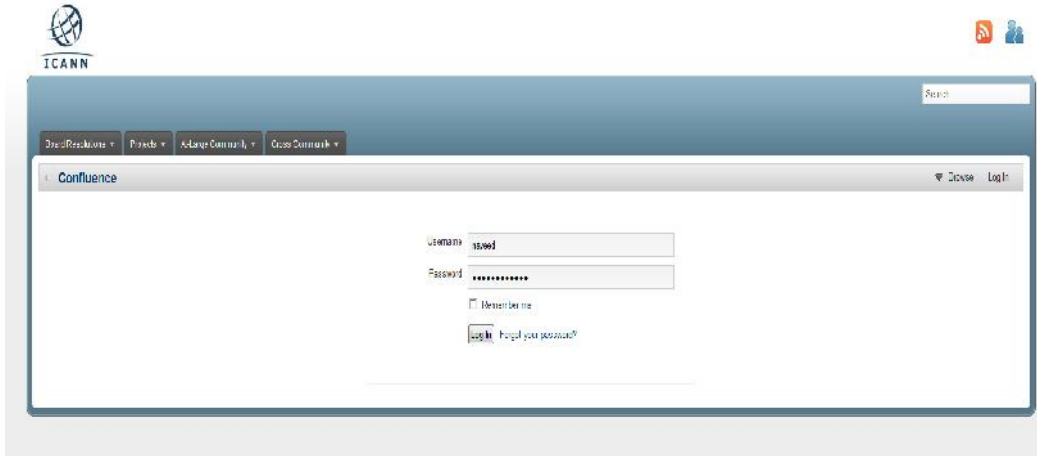 ICANN
Search
Board Resolutions Projects At-Large Community Cross Community
Confluence
Browse Log In
Username naveed
Password ••••••••••••
Remember me
Log In Forgot your password?